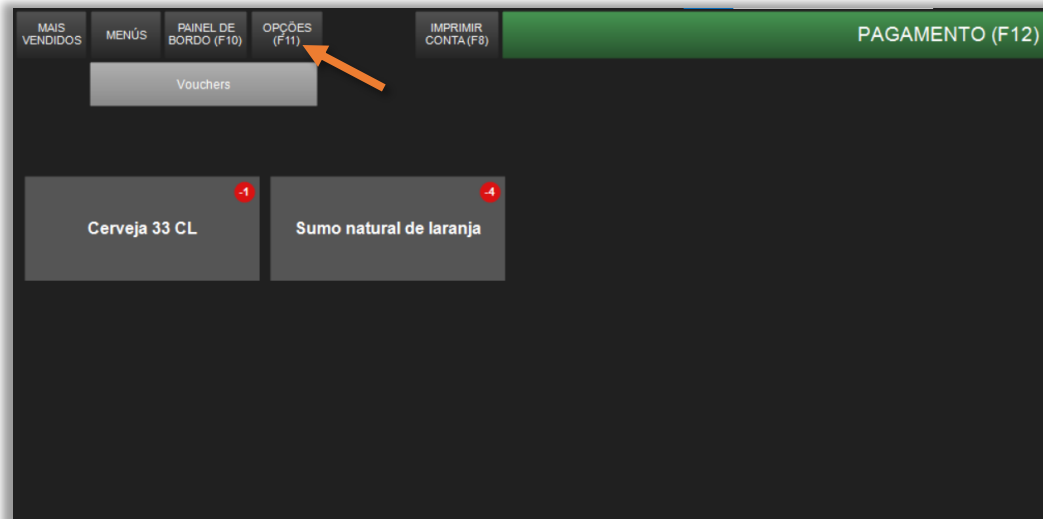 MAIS
VENDIDOS
MENÚS
PAINEL DE
BORDO (F10)
OPÇÕES
(F11)
IMPRIMIR
CONTA (F8)
PAGAMENTO (F12)
Vouchers
-1
Cerveja 33 CL
-4
Sumo natural de laranja